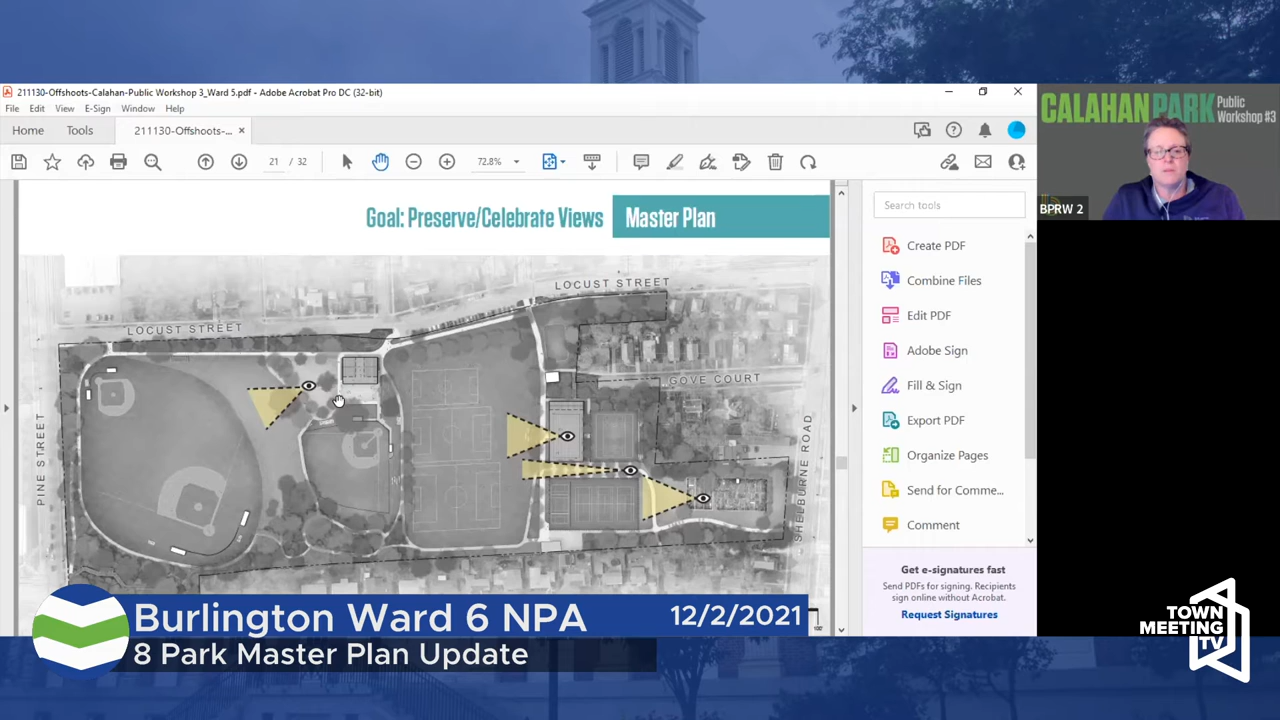 211130-Offshoots-Calahan-Public Workshop 3_Ward 5.pdf - Adobe Acrobat Pro DC (32-bit)
File Edit View E-Sign Window Help
Home Tools 211130-Offshoots-...
21 / 32 72.8%
Goal: Preserve/Celebrate Views Master Plan
LOCUST STREET
LOCUST STREET
GOVE COURT
PINE STREET
SHELBURNE ROAD
Search tools
Create PDF
Combine Files
Edit PDF
Adobe Sign
Fill & Sign
Export PDF
Organize Pages
Send for Comme...
Comment
Get e-signatures fast
Send PDFs for signing. Recipients
sign online without Acrobat.
Request Signatures
CALAHAN PARK Public
Workshop #3
BPRW 2
Burlington Ward 6 NPA 12/2/2021
8 Park Master Plan Update
TOWN
MEETING
TV